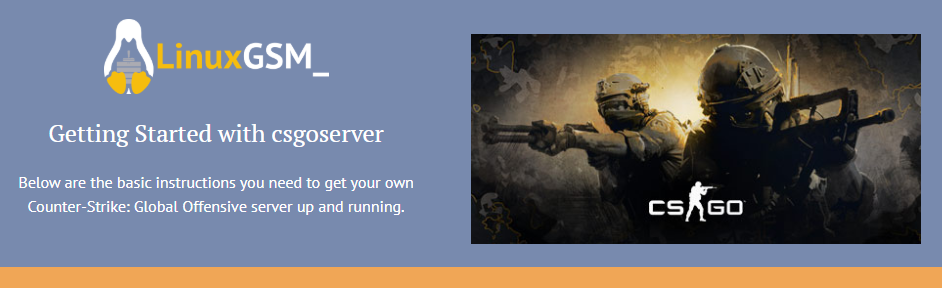 LinuxGSM_
Getting Started with csgoserver
Below are the basic instructions you need to get your own
Counter-Strike: Global Offensive server up and running.
CS GO